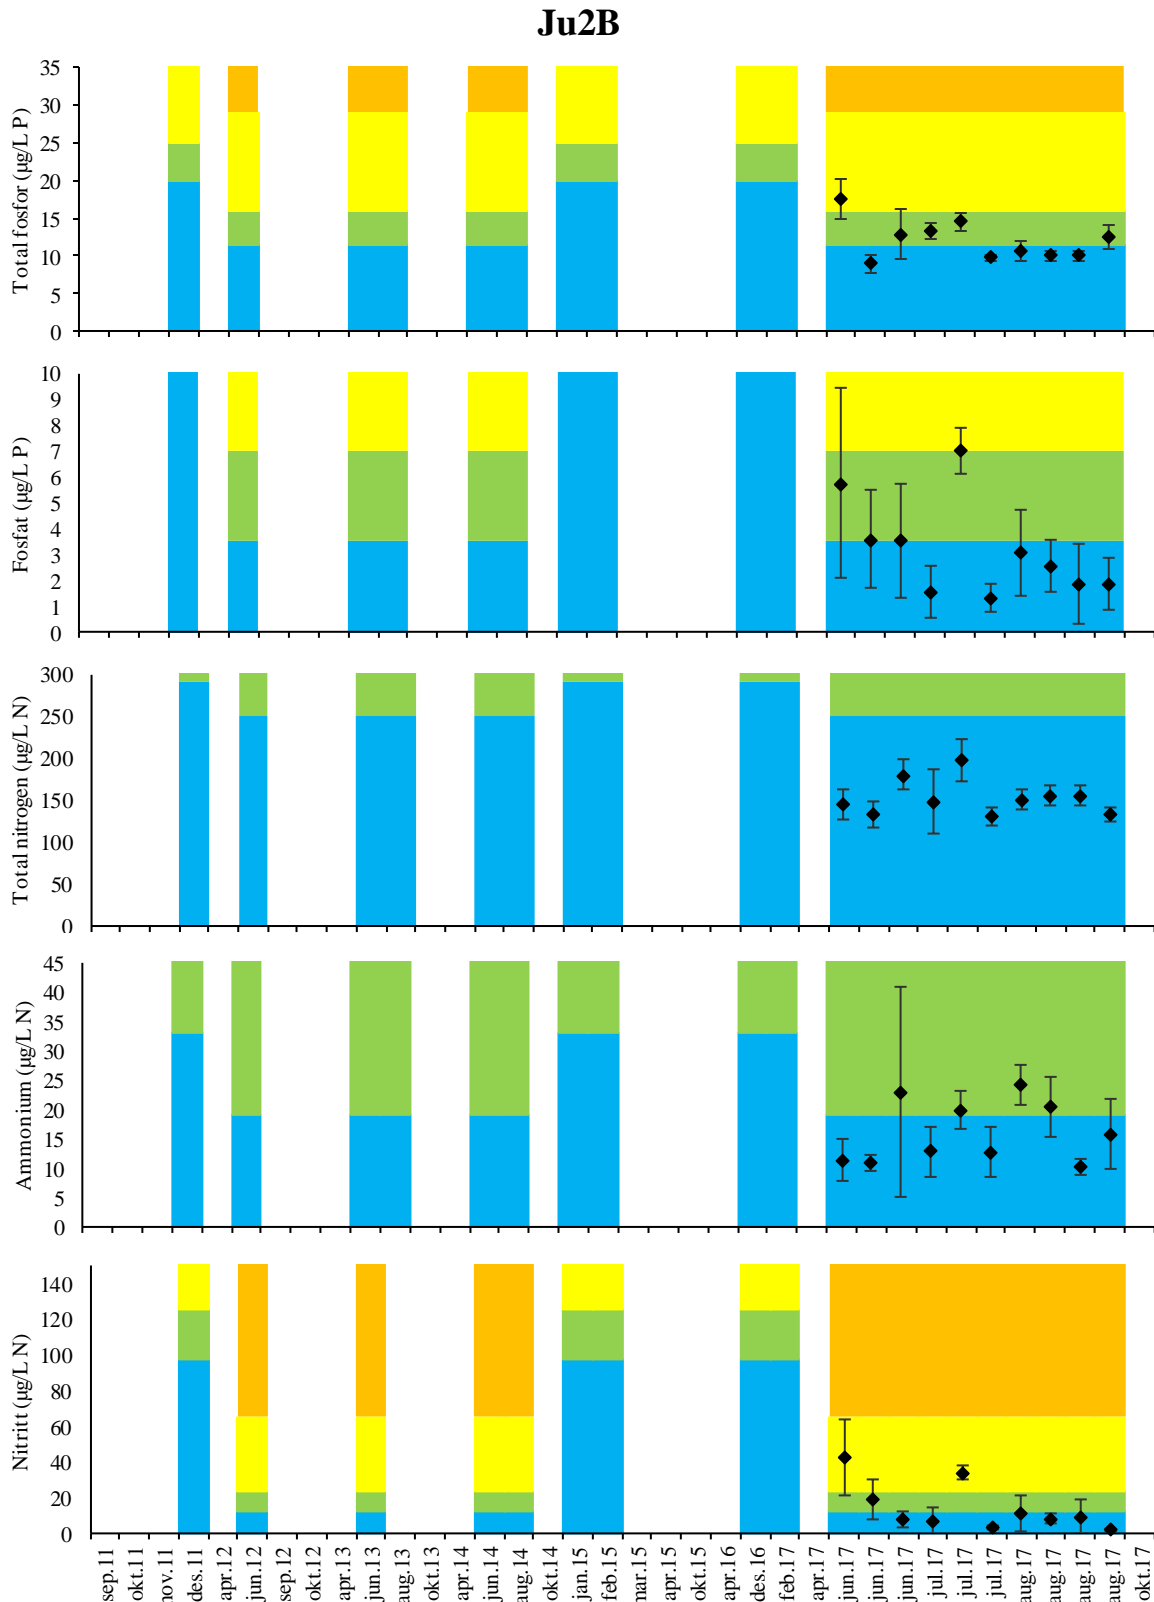 Ju2B
Total fosfor (µg/L P)
35
30
25
20
15
10
5
0
Fosfat (µg/L P)
10
9
8
7
6
5
4
3
2
1
0
Total nitrogen (µg/L N)
300
250
200
150
100
50
0
Ammonium (µg/L N)
45
40
35
30
25
20
15
10
5
0
Nitritt (µg/L N)
140
120
100
80
60
40
20
0
sep.11
okt.11
nov.11
des.11
apr.12
jun.12
sep.12
okt.12
apr.13
jun.13
aug.13
okt.13
apr.14
jun.14
aug.14
okt.14
jan.15
feb.15
mar.15
apr.15
okt.15
apr.16
des.16
feb.17
apr.17
jun.17
jun.17
jun.17
jul.17
jul.17
jul.17
aug.17
aug.17
aug.17
aug.17
okt.17